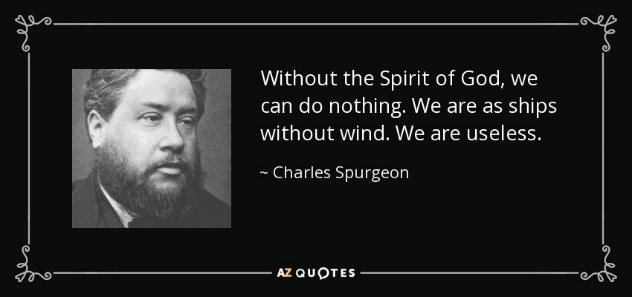 Without the Spirit of God, we
can do nothing. We are as ships
without wind. We are useless.
~ Charles Spurgeon
AZ QUOTES